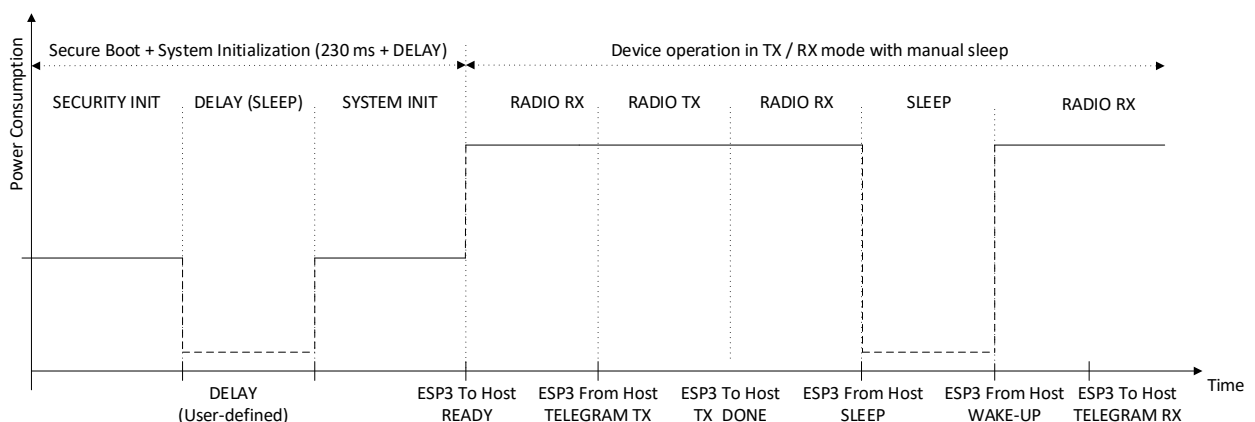 Power Consumption
Secure Boot + System Initialization (230 ms + DELAY)
Device operation in TX / RX mode with manual sleep
SECURITY INIT
DELAY (SLEEP)
SYSTEM INIT
RADIO RX
RADIO TX
RADIO RX
SLEEP
RADIO RX
DELAY
(User-defined)
ESP3 To Host
READY
ESP3 From Host
TELEGRAM TX
ESP3 To Host
TX DONE
ESP3 From Host
SLEEP
ESP3 From Host
WAKE-UP
ESP3 To Host
TELEGRAM RX
Time